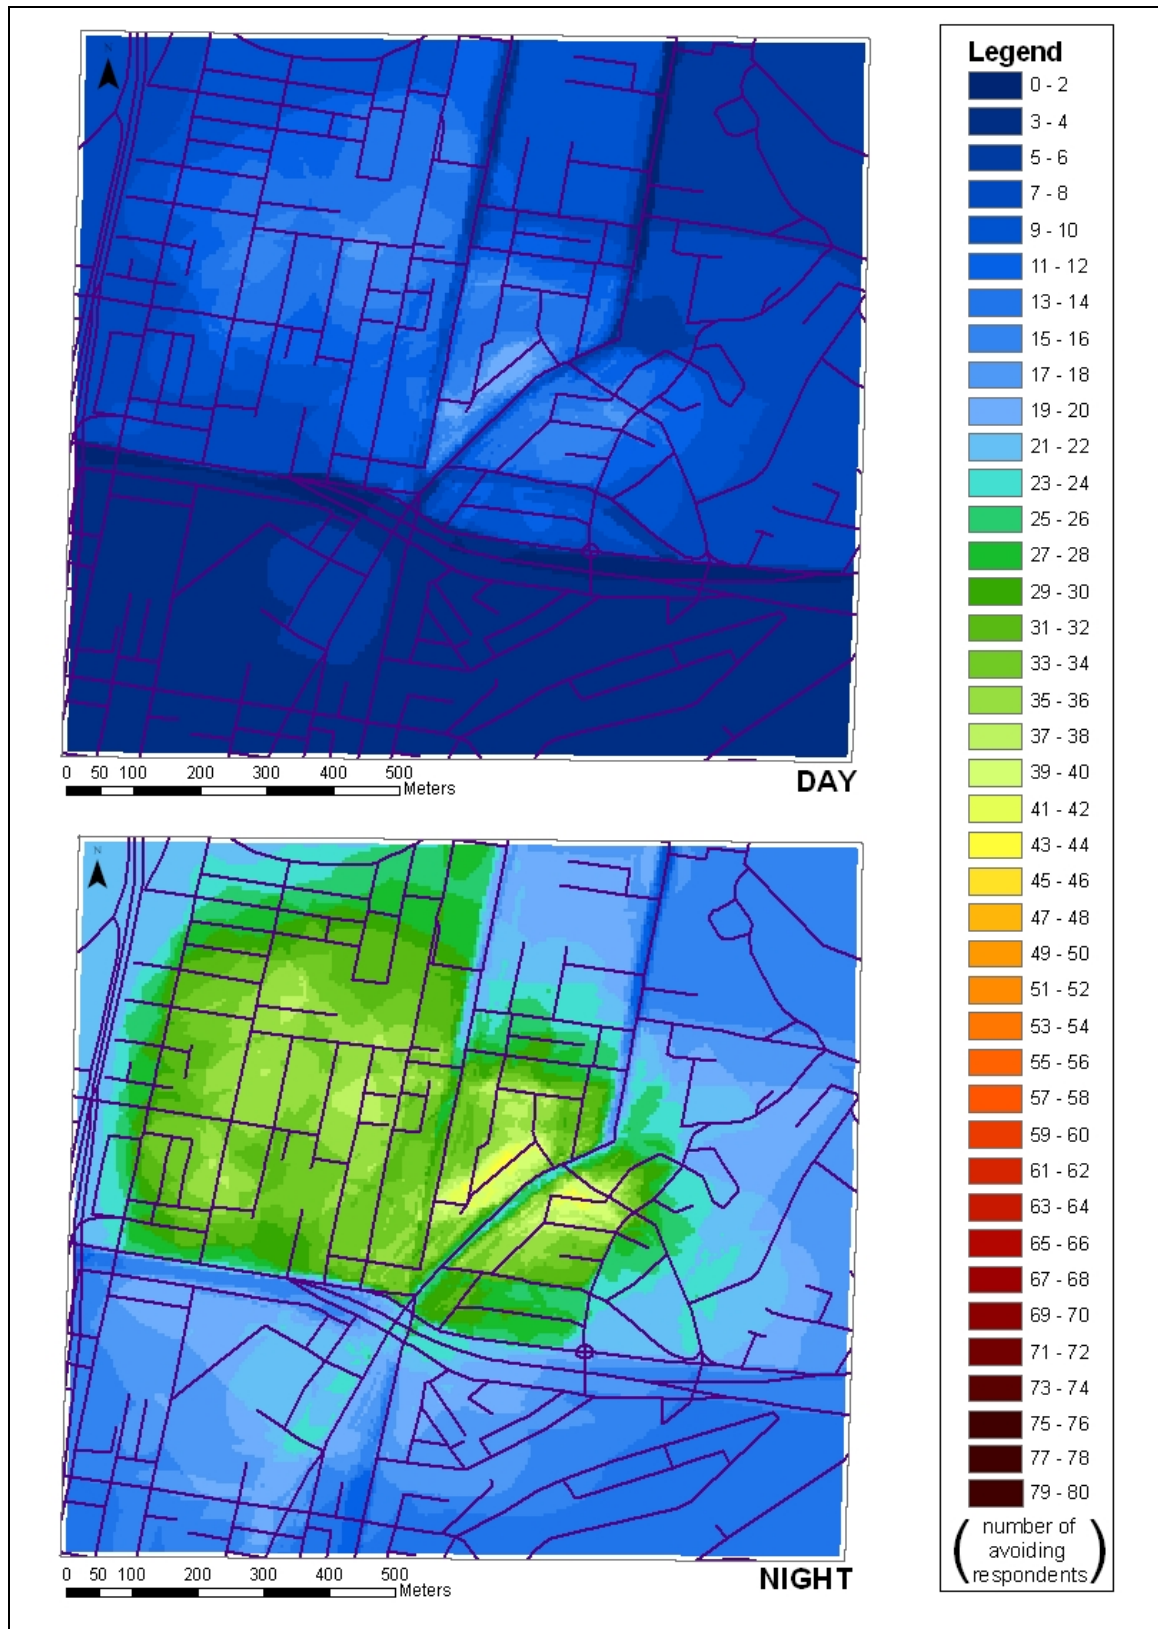 N
0 50 100 200 300 400 500
Meters
DAY
N
0 50 100 200 300 400 500
Meters
NIGHT
Legend
0 - 2
3 - 4
5 - 6
7 - 8
9 - 10
11 - 12
13 - 14
15 - 16
17 - 18
19 - 20
21 - 22
23 - 24
25 - 26
27 - 28
29 - 30
31 - 32
33 - 34
35 - 36
37 - 38
39 - 40
41 - 42
43 - 44
45 - 46
47 - 48
49 - 50
51 - 52
53 - 54
55 - 56
57 - 58
59 - 60
61 - 62
63 - 64
65 - 66
67 - 68
69 - 70
71 - 72
73 - 74
75 - 76
77 - 78
79 - 80
( number of
avoiding
respondents )